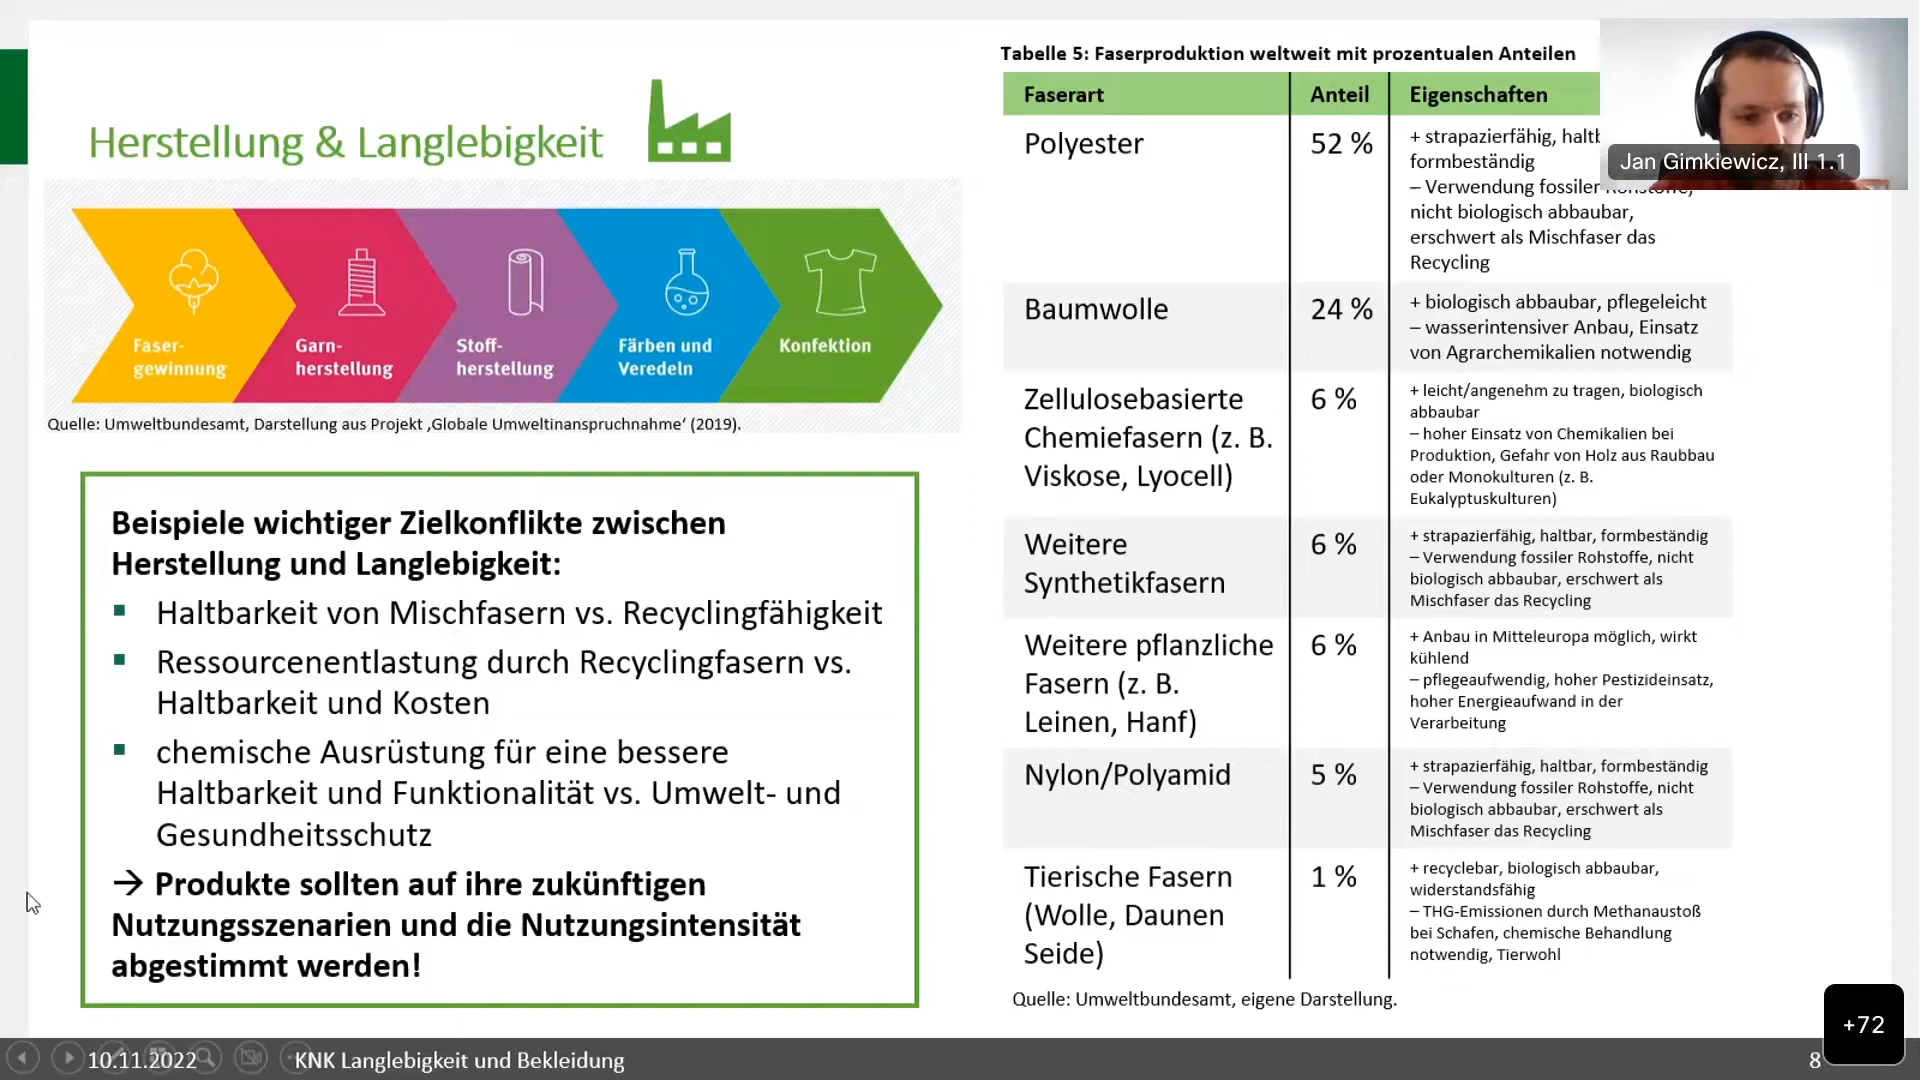 Herstellung & Langlebigkeit
Faser-
gewinnung
Garn-
herstellung
Stoff-
herstellung
Färben und
Veredeln
Konfektion
Quelle: Umweltbundesamt, Darstellung aus Projekt ‚Globale Umweltinanspruchnahme‘ (2019).
Beispiele wichtiger Zielkonflikte zwischen
Herstellung und Langlebigkeit:
▪ Haltbarkeit von Mischfasern vs. Recyclingfähigkeit
▪ Ressourcenentlastung durch Recyclingfasern vs.
Haltbarkeit und Kosten
▪ chemische Ausrüstung für eine bessere
Haltbarkeit und Funktionalität vs. Umwelt- und
Gesundheitsschutz
→ Produkte sollten auf ihre zukünftigen
Nutzungsszenarien und die Nutzungsintensität
abgestimmt werden!
Tabelle 5: Faserproduktion weltweit mit prozentualen Anteilen
Faserart Anteil Eigenschaften
Polyester 52 %
+ strapazierfähig,
formbeständig
– Verwendung fossiler
nicht biologisch abbaubar,
erschwert als Mischfaser das
Recycling
Baumwolle 24 %
+ biologisch abbaubar, pflegeleicht
– wasserintensiver Anbau, Einsatz
von Agrarchemikalien notwendig
Zellulosebasierte
Chemiefasern (z. B.
Viskose, Lyocell)
6 %
+ leicht/angenehm zu tragen, biologisch
abbaubar
– hoher Einsatz von Chemikalien bei
Produktion, Gefahr von Holz aus Raubbau
oder Monokulturen (z. B.
Eukalyptuskulturen)
Weitere
Synthetikfasern
6 %
+ strapazierfähig, haltbar, formbeständig
– Verwendung fossiler Rohstoffe, nicht
biologisch abbaubar, erschwert als
Mischfaser das Recycling
Weitere pflanzliche
Fasern (z. B.
Leinen, Hanf)
6 %
+ Anbau in Mitteleuropa möglich, wirkt
kühlend
– pflegeaufwendig, hoher Pestizideinsatz,
hoher Energieaufwand in der
Verarbeitung
Nylon/Polyamid 5 %
+ strapazierfähig, haltbar, formbeständig
– Verwendung fossiler Rohstoffe, nicht
biologisch abbaubar, erschwert als
Mischfaser das Recycling
Tierische Fasern
(Wolle, Daunen
Seide)
1 %
+ recyclebar, biologisch abbaubar,
widerstandsfähig
– THG-Emissionen durch Methanaustoß
bei Schafen, chemische Behandlung
notwendig, Tierwohl
Quelle: Umweltbundesamt, eigene Darstellung.
Jan Gimkiewicz, III 1.1
+72
10.11.2022 KNK Langlebigkeit und Bekleidung 8